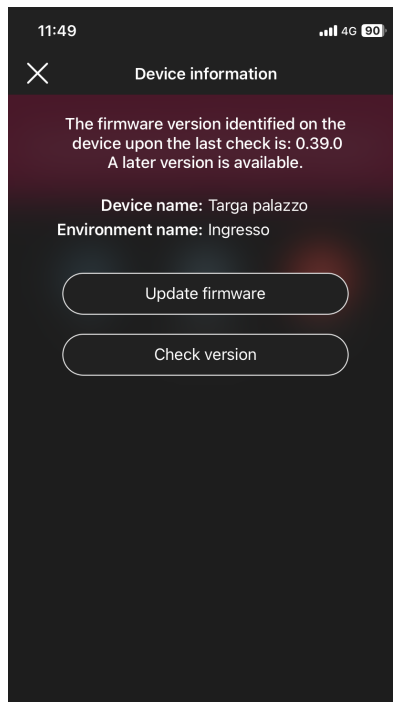 11:49
4G 90
Device information
The firmware version identified on the
device upon the last check is: 0.39.0
A later version is available.
Device name: Targa palazzo
Environment name: Ingresso
Update firmware
Check version